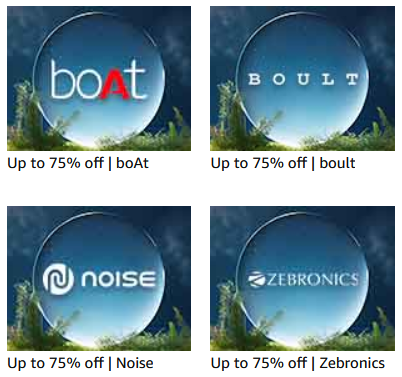 boAt
BOULT
Up to 75% off | boAt
Up to 75% off | boult
NOISE
ZEBRONICS
Up to 75% off | Noise
Up to 75% off | Zebronics